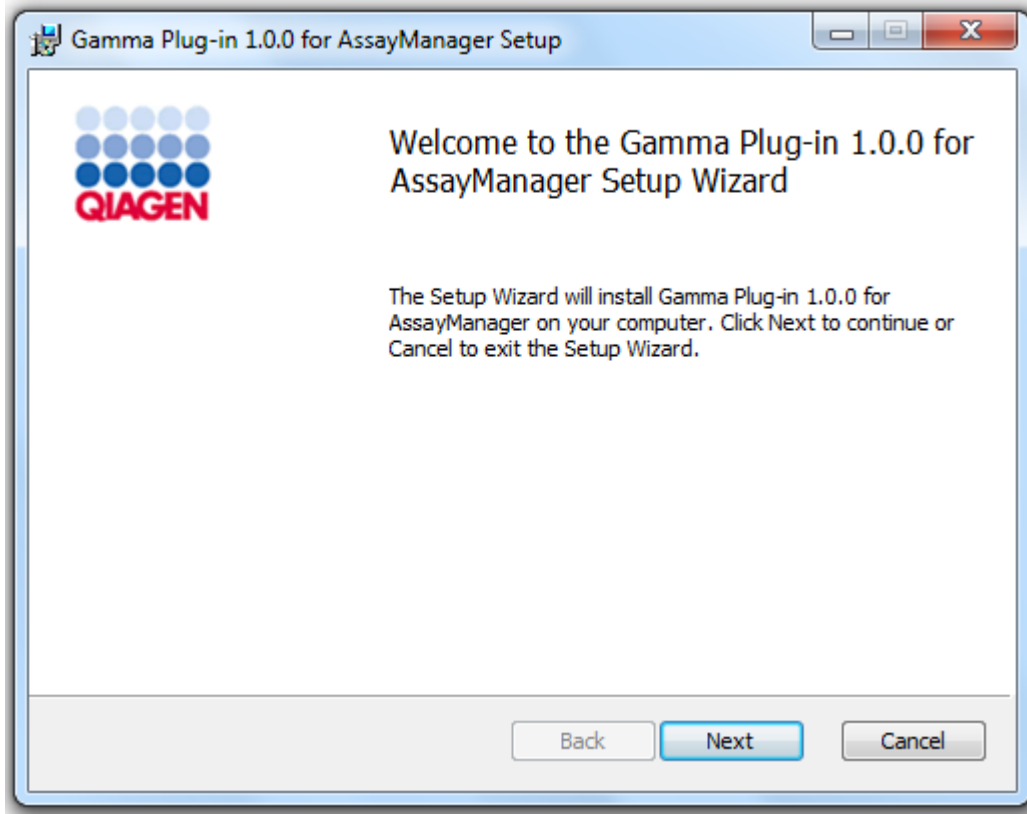 Gamma Plug-in 1.0.0 for AssayManager Setup
QIAGEN
Welcome to the Gamma Plug-in 1.0.0 for
AssayManager Setup Wizard
The Setup Wizard will install Gamma Plug-in 1.0.0 for
AssayManager on your computer. Click Next to continue or
Cancel to exit the Setup Wizard.
Back
Next
Cancel